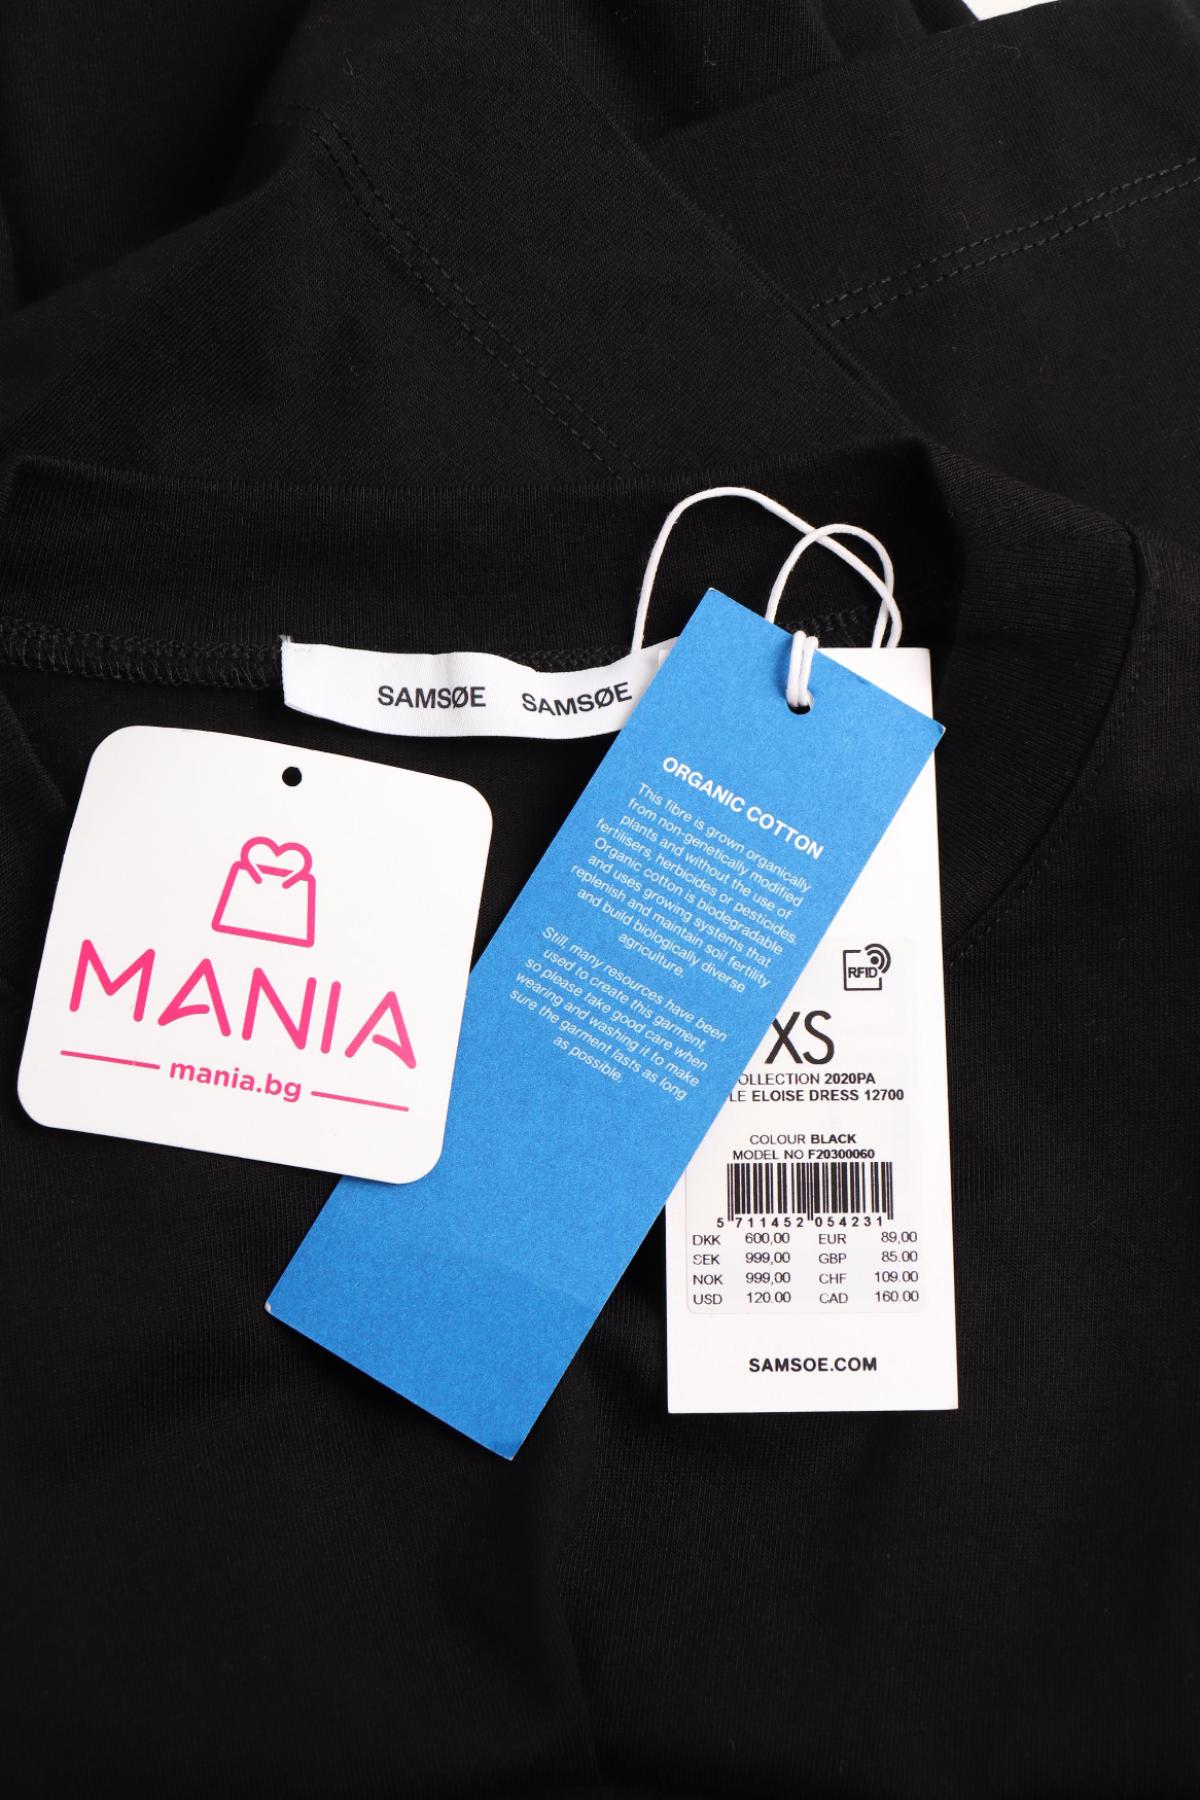 SAMSØE SAMSØE
MANIA
mania.bg
ORGANIC COTTON
This fibre is grown organically
from non-genetically modified
plants and without the use of
fertilisers, herbicides or pesticides.
Organic cotton is biodegradable
and uses growing systems that
replenish and maintain soil fertility
and build biologically diverse
agriculture.
Still, many resources have been
used to create this garment,
so please take good care when
wearing and washing it to make
sure the garment lasts as long
as possible.
RFID
XS
OLLECTION 2020PA
LE ELOISE DRESS 12700
COLOUR BLACK
MODEL NO F20300060
5 711452 054231
DKK 600,00 EUR 89,00
SEK 999,00 GBP 85.00
NOK 999,00 CHF 109.00
USD 120.00 CAD 160.00
SAMSOE.COM